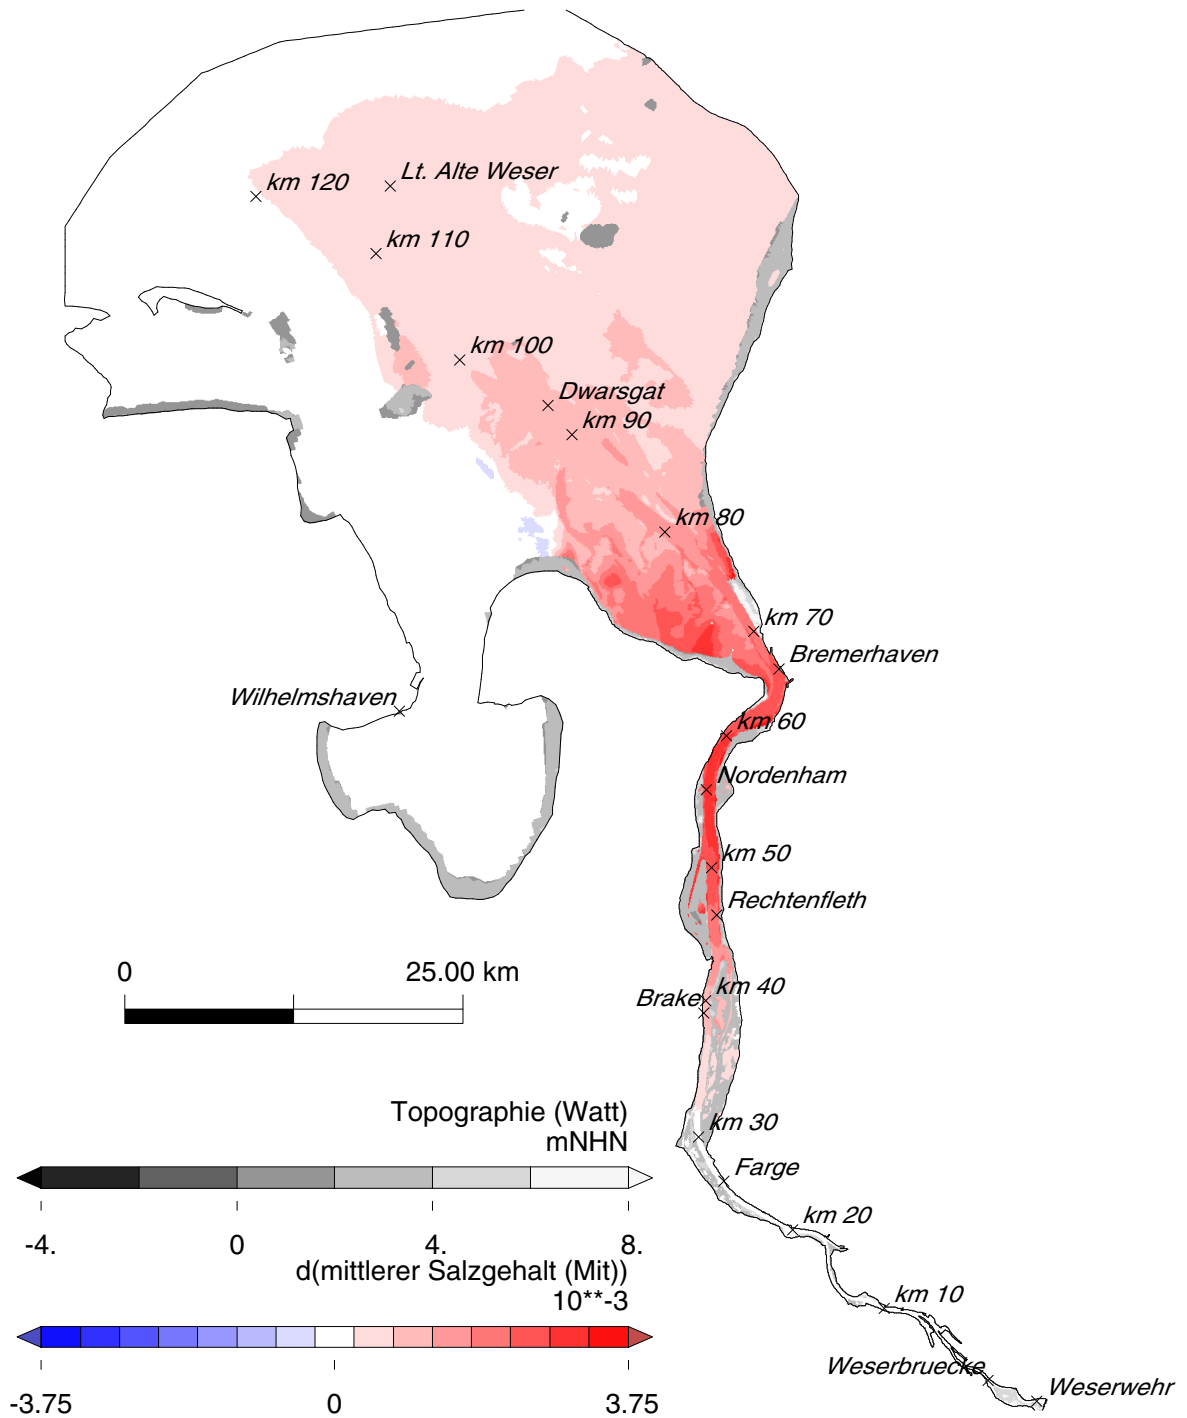 Lt. Alte Weser
km 120
km 110
km 100
Dwarsgat
km 90
km 80
km 70
Bremerhaven
Wilhelmshaven
km 60
Nordenham
km 50
Rechtenfleth
0 25.00 km
km 40
Brake
Topographie (Watt)
mNHN
km 30
Farge
km 20
-4. 0 4. 8.
d(mittlerer Salzgehalt (Mit))
10**-3
km 10
Weserbruecke
Weserwehr
-3.75 0 3.75